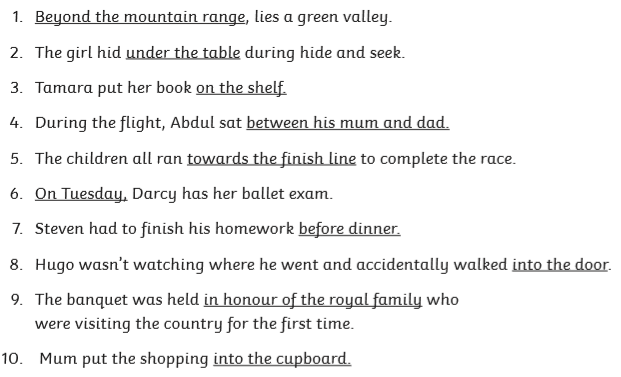 1. Beyond the mountain range, lies a green valley.
2. The girl hid under the table during hide and seek.
3. Tamara put her book on the shelf.
4. During the flight, Abdul sat between his mum and dad.
5. The children all ran towards the finish line to complete the race.
6. On Tuesday, Darcy has her ballet exam.
7. Steven had to finish his homework before dinner.
8. Hugo wasn't watching where he went and accidentally walked into the door.
9. The banquet was held in honour of the royal family who
were visiting the country for the first time.
10. Mum put the shopping into the cupboard.